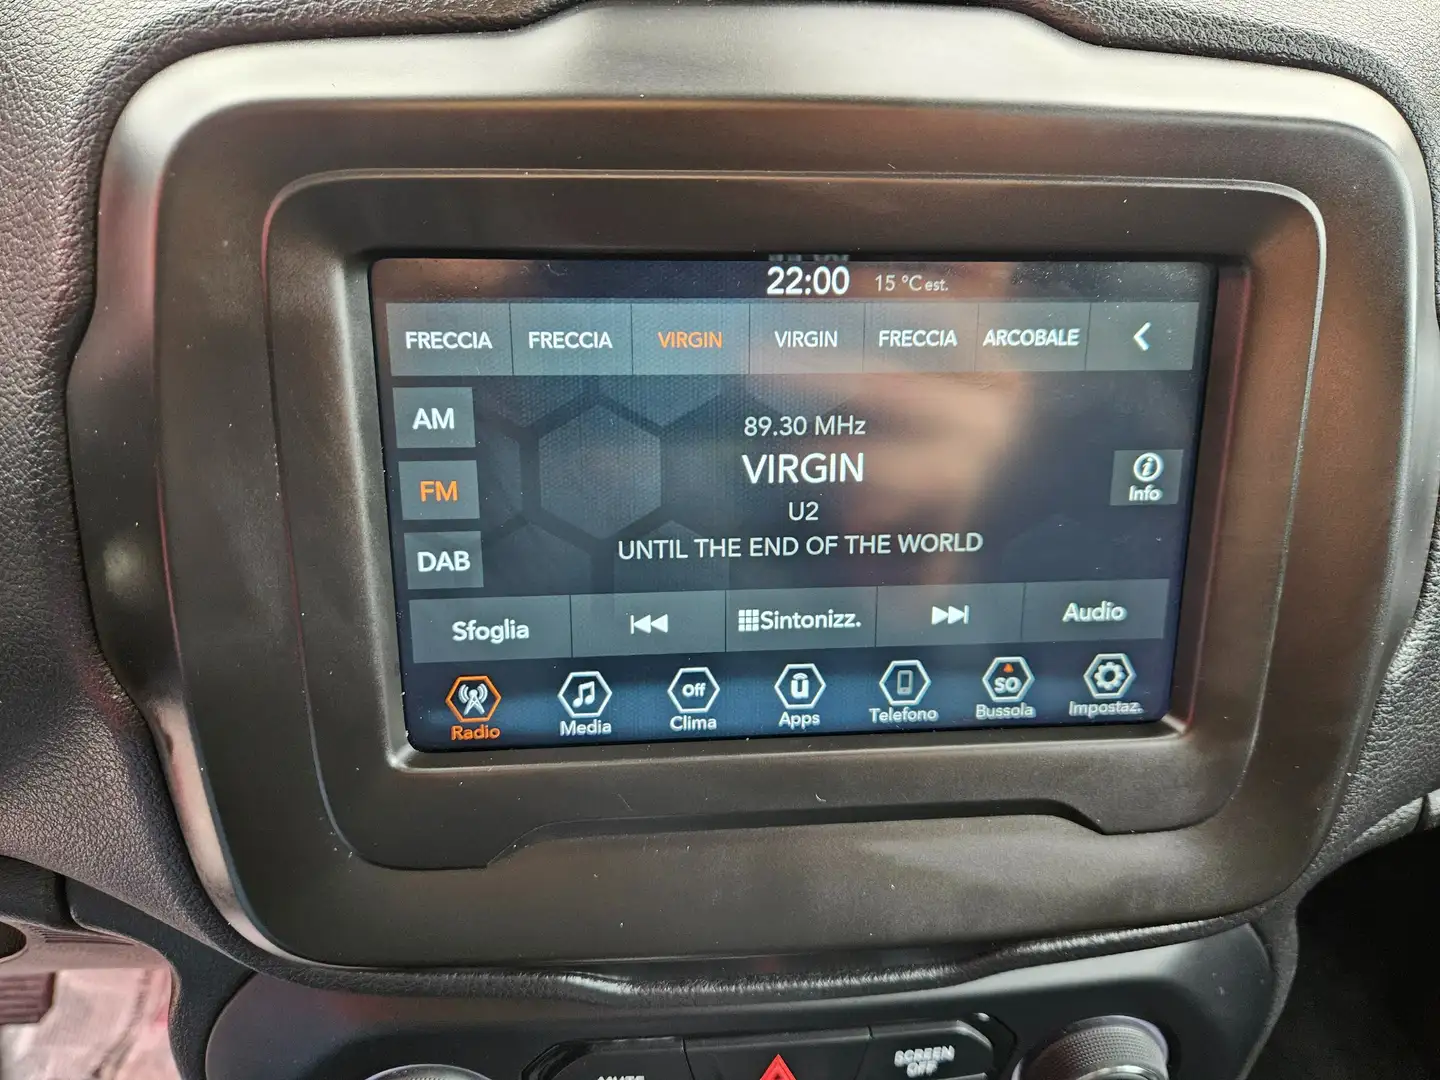 22:00 15 °C est.
FRECCIA FRECCIA VIRGIN VIRGIN FRECCIA ARCOBALE
AM
89.30 MHz
VIRGIN
FM
Info
U2
DAB
UNTIL THE END OF THE WORLD
Sfoglia Sintonizz. Audio
Off SO
Radio Media Clima Apps Telefono Bussola Impostaz.
SCREEN
OFF
MUTE